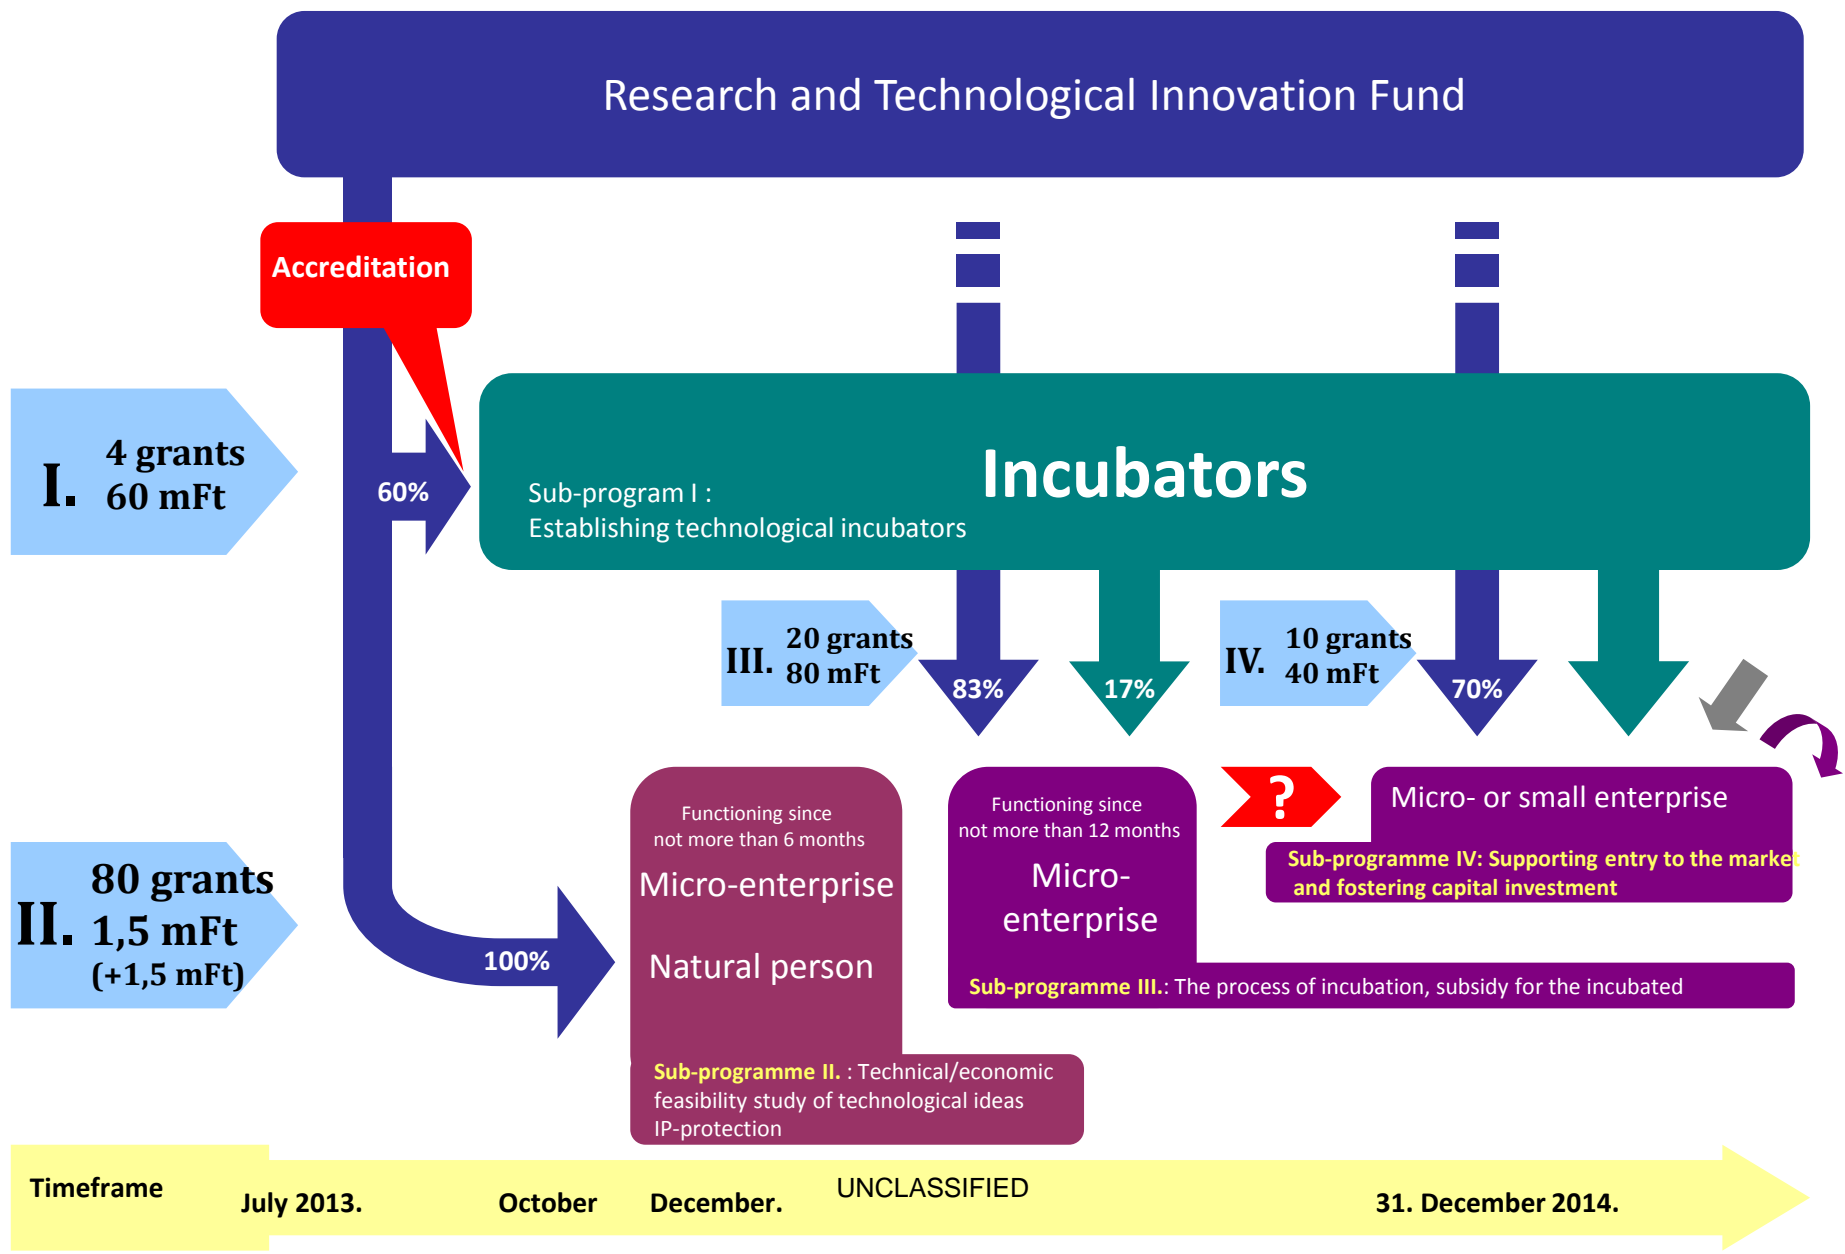 Research and Technological Innovation Fund
Accreditation
I.
4 grants
60 mFt
60%
Incubators
Sub-program I :
Establishing technological incubators
III.
20 grants
80 mFt
83%
17%
IV.
10 grants
40 mFt
70%
II.
80 grants
1,5 mFt
(+1,5 mFt)
100%
Functioning since
not more than 6 months
Micro-enterprise
Natural person
Sub-programme II. : Technical/economic
feasibility study of technological ideas
IP-protection
Functioning since
not more than 12 months
Micro-
enterprise
Sub-programme III.: The process of incubation, subsidy for the incubated
?
Micro- or small enterprise
Sub-programme IV: Supporting entry to the market
and fostering capital investment
Timeframe
July 2013.
October
December.
UNCLASSIFIED
31. December 2014.